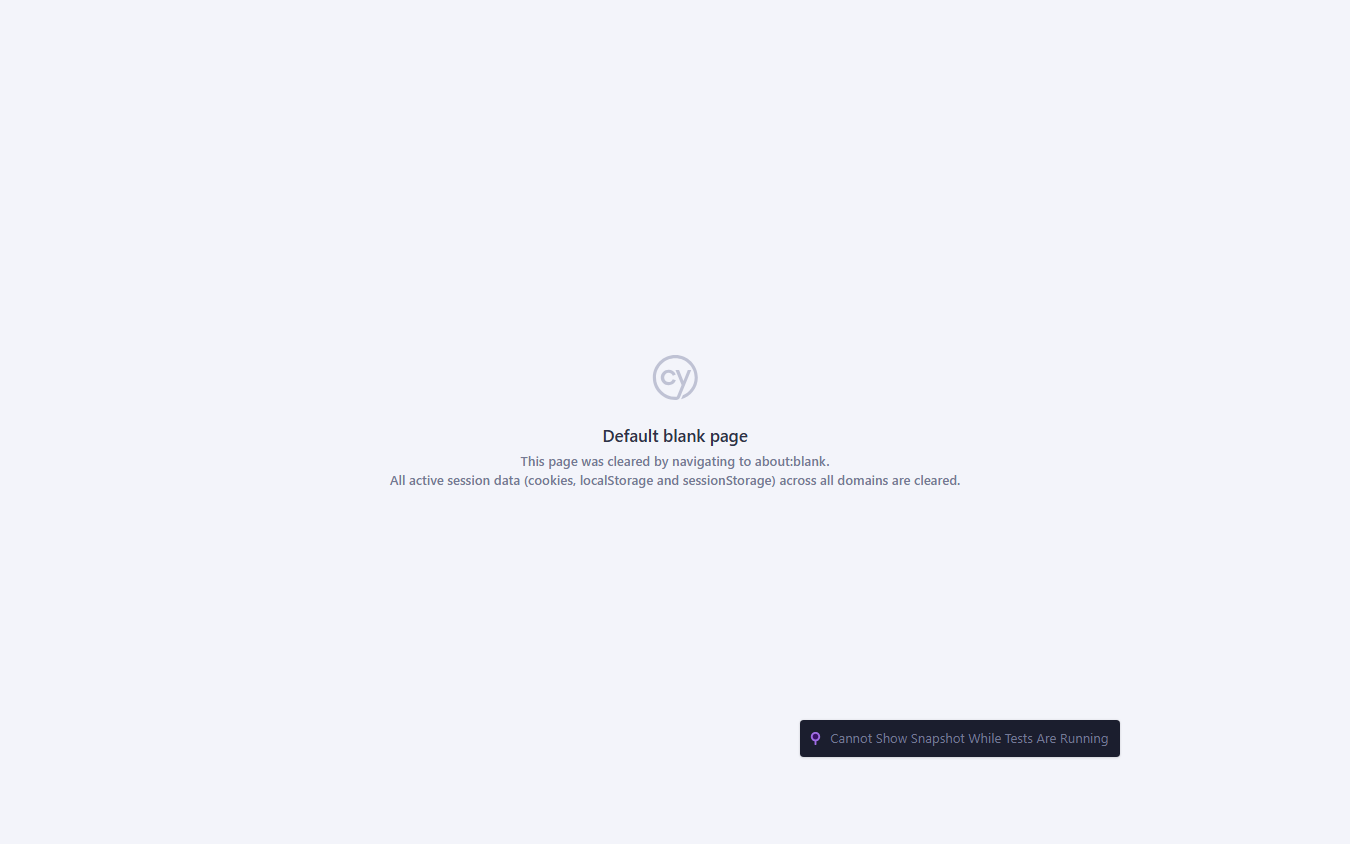 cy
Default blank page
This page was cleared by navigating to about:blank.
All active session data (cookies, localStorage and sessionStorage) across all domains are cleared.
Cannot Show Snapshot While Tests Are Running